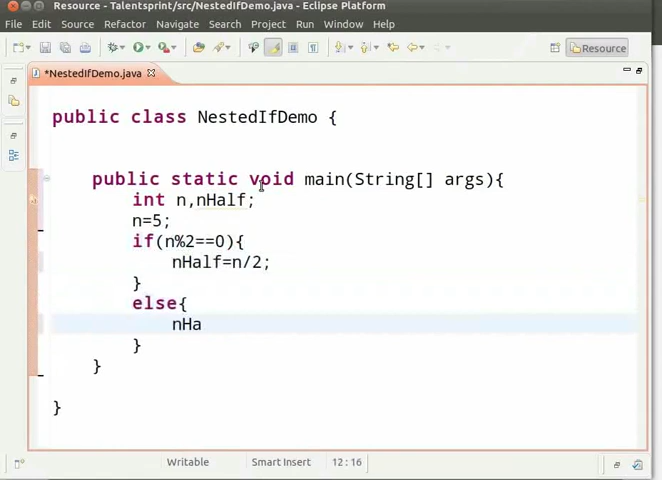 Resource - Talentsprint/src/NestedIfDemo.java - Eclipse Platform
File Edit Source Refactor Navigate Search Project Run Window Help
Resource
*NestedIfDemo.java
public class NestedIfDemo {
public static void main(String[] args){
int n,nHalf;
n=5;
if(n%2==0){
nHalf=n/2;
}
else{
nHa
}
}
}
Writable Smart Insert 12:16